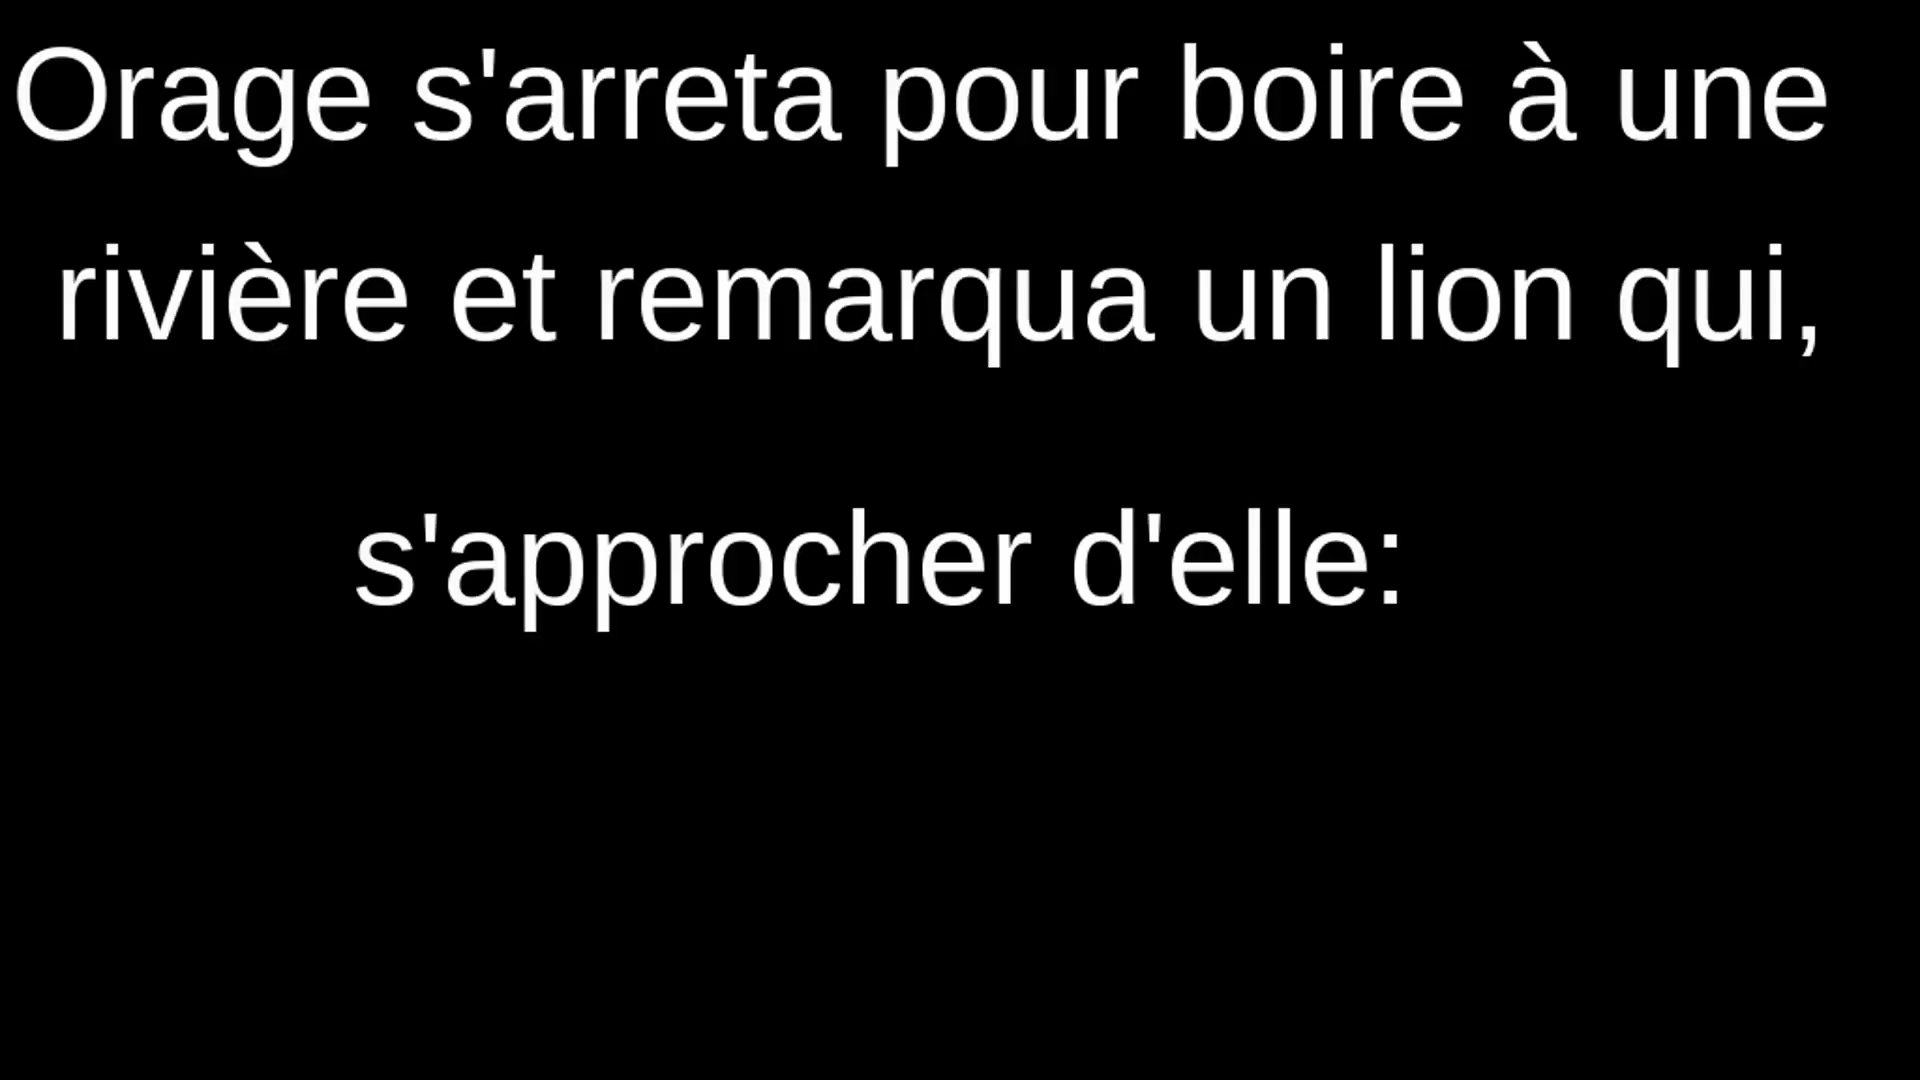 Orage s'arreta pour boire à une
rivière et remarqua un lion qui,
s'approcher d'elle: